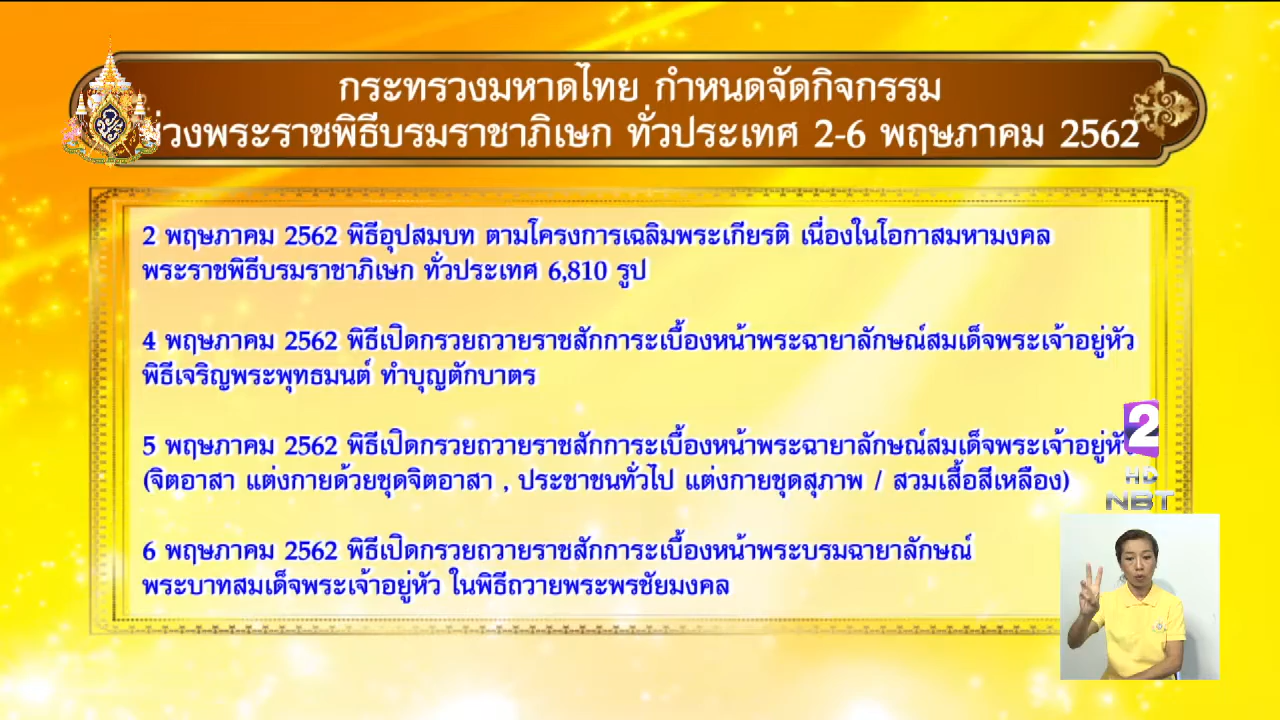 กระทรวงมหาดไทย กำหนดจัดกิจกรรม
ช่วงพระราชพิธีบรมราชาภิเษก ทั่วประเทศ 2-6 พฤษภาคม 2562
2 พฤษภาคม 2562 พิธีอุปสมบท ตามโครงการเฉลิมพระเกียรติ เนื่องในโอกาสมหามงคล
พระราชพิธีบรมราชาภิเษก ทั่วประเทศ 6,810 รูป
4 พฤษภาคม 2562 พิธีเปิดกรวยถวายราชสักการะเบื้องหน้าพระฉายาลักษณ์สมเด็จพระเจ้าอยู่หัว
พิธีเจริญพระพุทธมนต์ ทำบุญตักบาตร
5 พฤษภาคม 2562 พิธีเปิดกรวยถวายราชสักการะเบื้องหน้าพระฉายาลักษณ์สมเด็จพระเจ้าอยู่หัว
(จิตอาสา แต่งกายด้วยชุดจิตอาสา , ประชาชนทั่วไป แต่งกายชุดสุภาพ / สวมเสื้อสีเหลือง)
2
HD
NBT
6 พฤษภาคม 2562 พิธีเปิดกรวยถวายราชสักการะเบื้องหน้าพระบรมฉายาลักษณ์
พระบาทสมเด็จพระเจ้าอยู่หัว ในพิธีถวายพระพรชัยมงคล